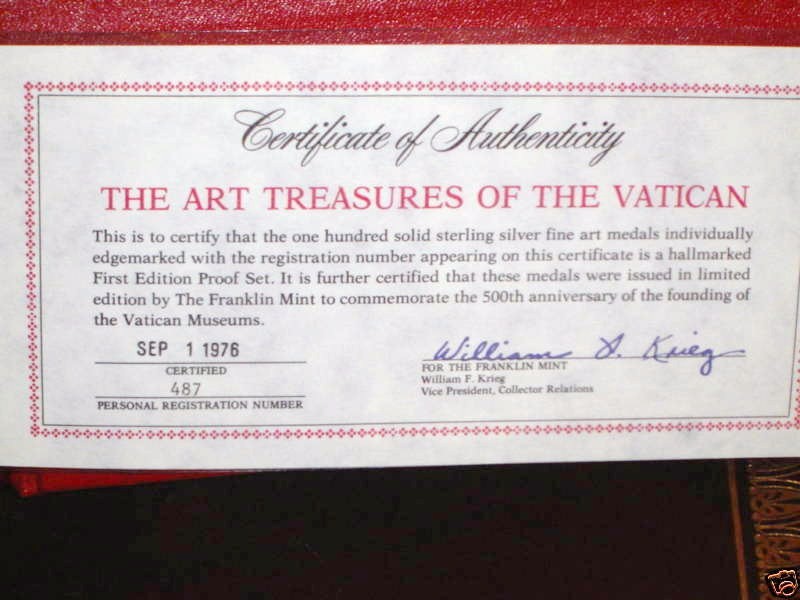 Certificate of Authenticity
THE ART TREASURES OF THE VATICAN
This is to certify that the one hundred solid sterling silver fine art medals individually
edgemarked with the registration number appearing on this certificate is a hallmarked
First Edition Proof Set. It is further certified that these medals were issued in limited
edition by The Franklin Mint to commemorate the 500th anniversary of the founding of
the Vatican Museums.
SEP 1 1976
CERTIFIED
487
PERSONAL REGISTRATION NUMBER
William F. Krieg
FOR THE FRANKLIN MINT
William F. Krieg
Vice President, Collector Relations